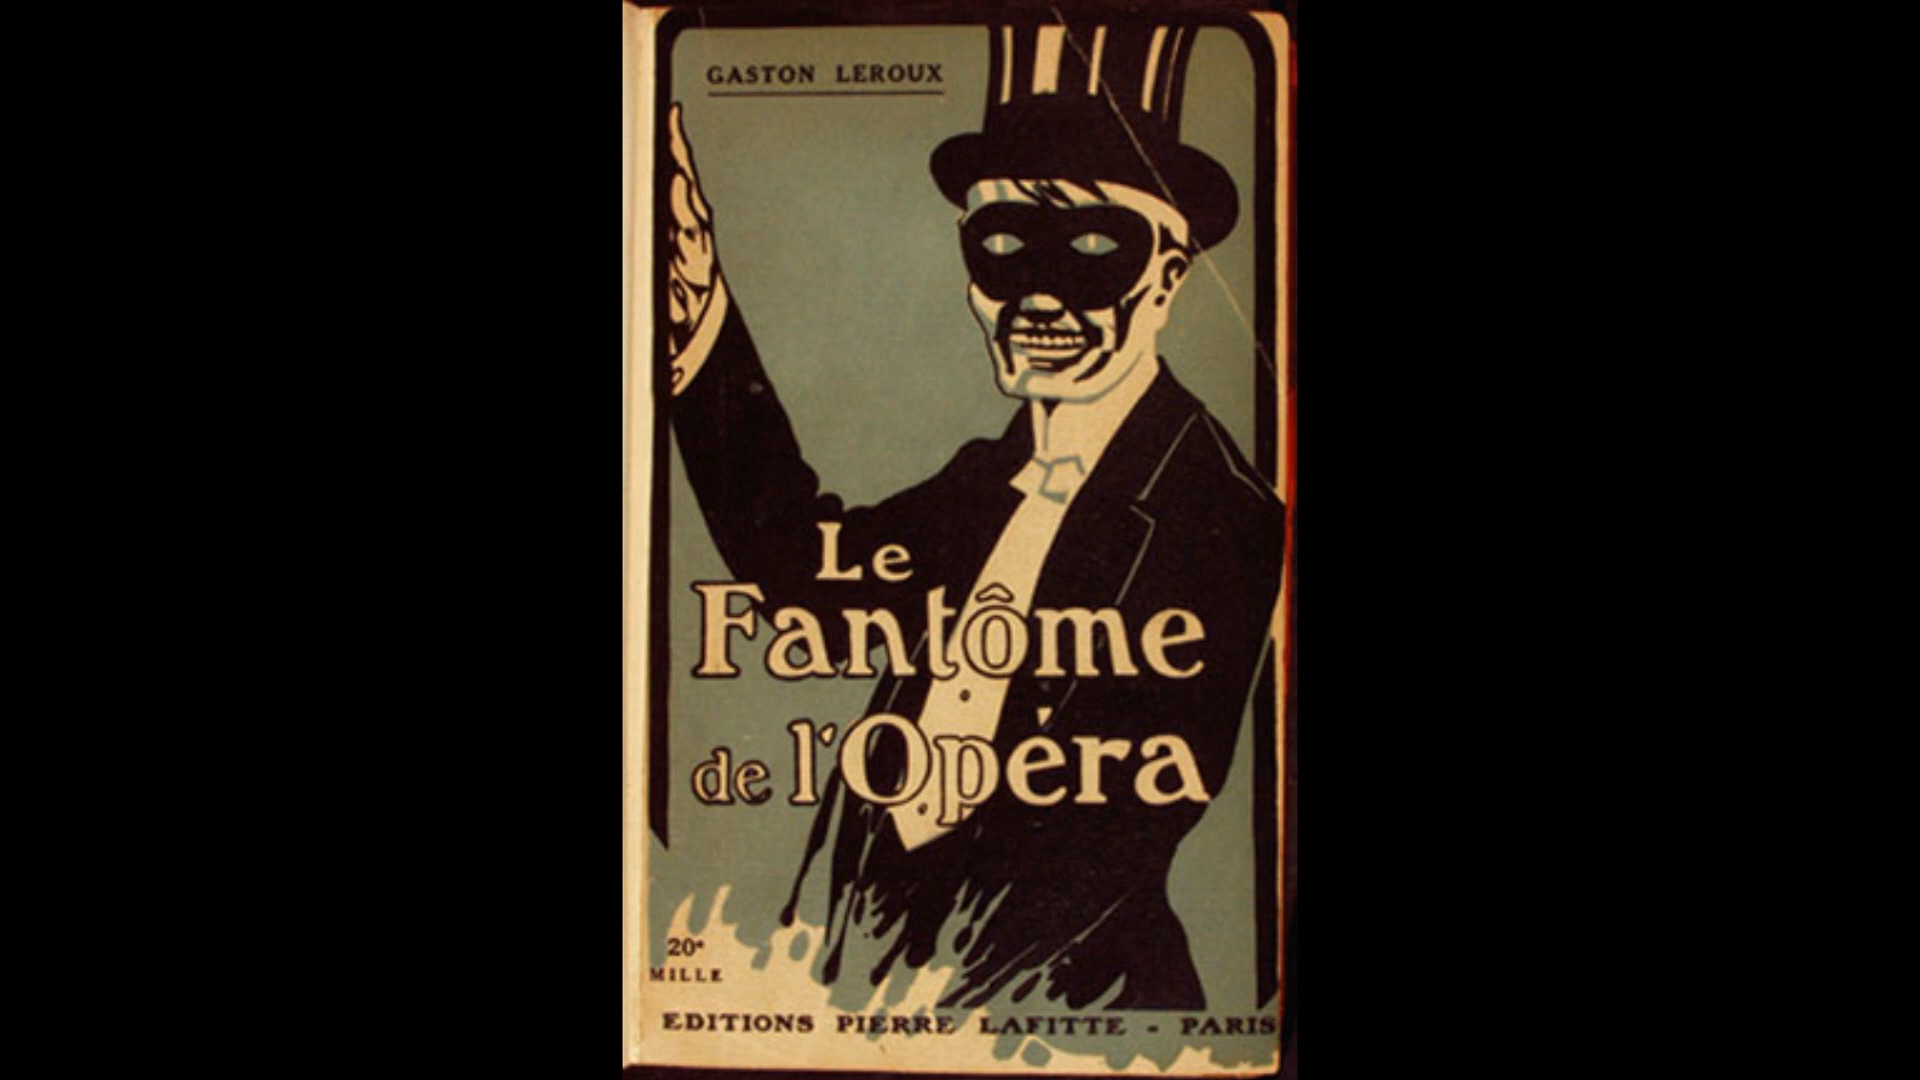 GASTON LEROUX
Le
Fantôme
de l'Opéra
20e
MILLE
EDITIONS PIERRE LAFITTE - PARIS